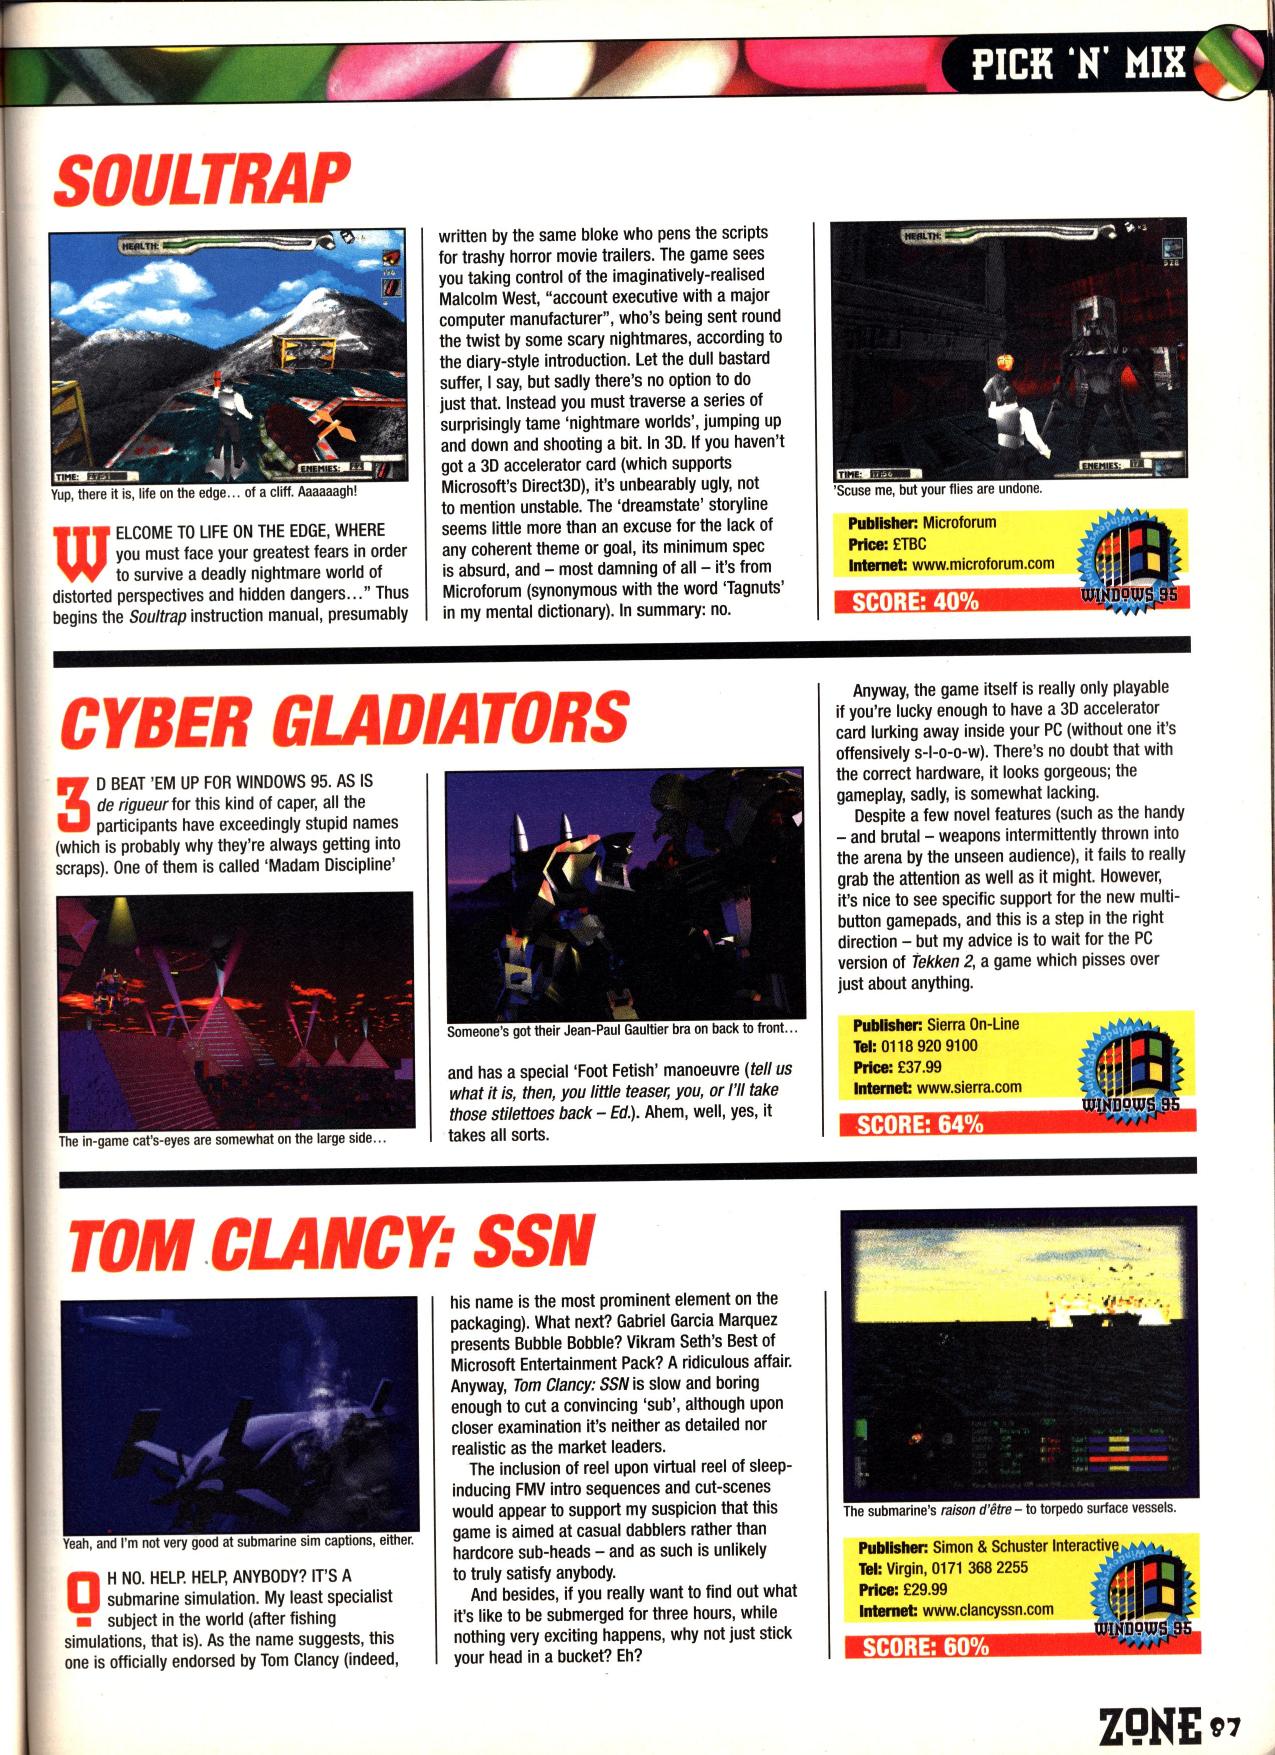 PICK 'N' MIX
SOULTRAP
HEALTH:
TIME:
ENEMIES:
Yup, there it is, life on the edge... of a cliff. Aaaaaagh!
WELCOME TO LIFE ON THE EDGE, WHERE
you must face your greatest fears in order
to survive a deadly nightmare world of
distorted perspectives and hidden dangers…” Thus
begins the Soultrap instruction manual, presumably
written by the same bloke who pens the scripts
for trashy horror movie trailers. The game sees
you taking control of the imaginatively-realised
Malcolm West, “account executive with a major
computer manufacturer”, who's being sent round
the twist by some scary nightmares, according to
the diary-style introduction. Let the dull bastard
suffer, I say, but sadly there's no option to do
just that. Instead you must traverse a series of
surprisingly tame ‘nightmare worlds’, jumping up
and down and shooting a bit. In 3D. If you haven't
got a 3D accelerator card (which supports
Microsoft's Direct3D), it's unbearably ugly, not
to mention unstable. The ‘dreamstate’ storyline
seems little more than an excuse for the lack of
any coherent theme or goal, its minimum spec
is absurd, and – most damning of all – it's from
Microforum (synonymous with the word ‘Tagnuts’
in my mental dictionary). In summary: no.
HEALTH:
TIME:
ENEMIES:
'Scuse me, but your flies are undone.
Publisher: Microforum
Price: £TBC
Internet: www.microforum.com
WINDOWS 95
SCORE: 40%
CYBER GLADIATORS
3D BEAT 'EM UP FOR WINDOWS 95. AS IS
de rigueur for this kind of caper, all the
participants have exceedingly stupid names
(which is probably why they're always getting into
scraps). One of them is called ‘Madam Discipline’
The in-game cat's-eyes are somewhat on the large side…
Someone's got their Jean-Paul Gaultier bra on back to front…
and has a special ‘Foot Fetish’ manoeuvre (tell us
what it is, then, you little teaser, you, or I'll take
those stilettoes back – Ed.). Ahem, well, yes, it
takes all sorts.
Anyway, the game itself is really only playable
if you're lucky enough to have a 3D accelerator
card lurking away inside your PC (without one it's
offensively s-l-o-o-w). There's no doubt that with
the correct hardware, it looks gorgeous; the
gameplay, sadly, is somewhat lacking.
Despite a few novel features (such as the handy
– and brutal – weapons intermittently thrown into
the arena by the unseen audience), it fails to really
grab the attention as well as it might. However,
it's nice to see specific support for the new multi-
button gamepads, and this is a step in the right
direction – but my advice is to wait for the PC
version of Tekken 2, a game which pisses over
just about anything.
Publisher: Sierra On-Line
Tel: 0118 920 9100
Price: £37.99
Internet: www.sierra.com
WINDOWS 95
SCORE: 64%
TOM CLANCY: SSN
Yeah, and I'm not very good at submarine sim captions, either.
OH NO. HELP. HELP, ANYBODY? IT'S A
submarine simulation. My least specialist
subject in the world (after fishing
simulations, that is). As the name suggests, this
one is officially endorsed by Tom Clancy (indeed,
his name is the most prominent element on the
packaging). What next? Gabriel Garcia Marquez
presents Bubble Bobble? Vikram Seth's Best of
Microsoft Entertainment Pack? A ridiculous affair.
Anyway, Tom Clancy: SSN is slow and boring
enough to cut a convincing ‘sub’, although upon
closer examination it's neither as detailed nor
realistic as the market leaders.
The inclusion of reel upon virtual reel of sleep-
inducing FMV intro sequences and cut-scenes
would appear to support my suspicion that this
game is aimed at casual dabblers rather than
hardcore sub-heads – and as such is unlikely
to truly satisfy anybody.
And besides, if you really want to find out what
it's like to be submerged for three hours, while
nothing very exciting happens, why not just stick
your head in a bucket? Eh?
The submarine's raison d'être – to torpedo surface vessels.
Publisher: Simon & Schuster Interactive
Tel: Virgin, 0171 368 2255
Price: £29.99
Internet: www.clancyssn.com
WINDOWS 95
SCORE: 60%
ZONE 97